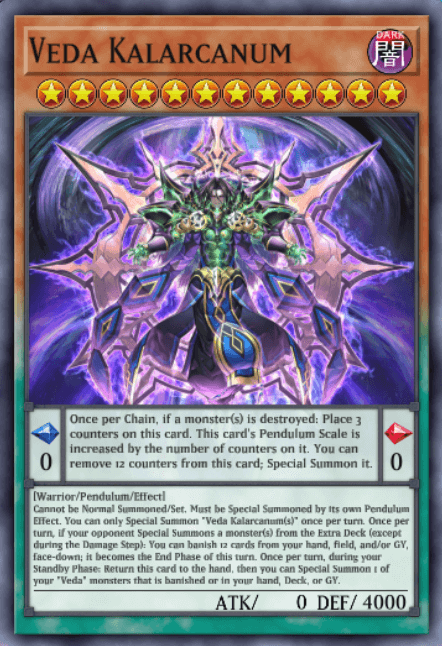 VEDA KALARCANUM
DARK
闇
Once per Chain, if a monster(s) is destroyed: Place 3
counters on this card. This card's Pendulum Scale is
increased by the number of counters on it. You can
remove 12 counters from this card; Special Summon it.
0
0
[Warrior/Pendulum/Effect]
Cannot be Normal Summoned/Set. Must be Special Summoned by its own Pendulum
Effect. You can only Special Summon "Veda Kalarcanum(s)" once per turn. Once per
turn, if your opponent Special Summons a monster(s) from the Extra Deck (except
during the Damage Step): You can banish 12 cards from your hand, field, and/or GY,
face-down; it becomes the End Phase of this turn. Once per turn, during your
Standby Phase: Return this card to the hand, then you can Special Summon 1 of
your "Veda" monsters that is banished or in your hand, Deck, or GY.
ATK/ 0 DEF/ 4000